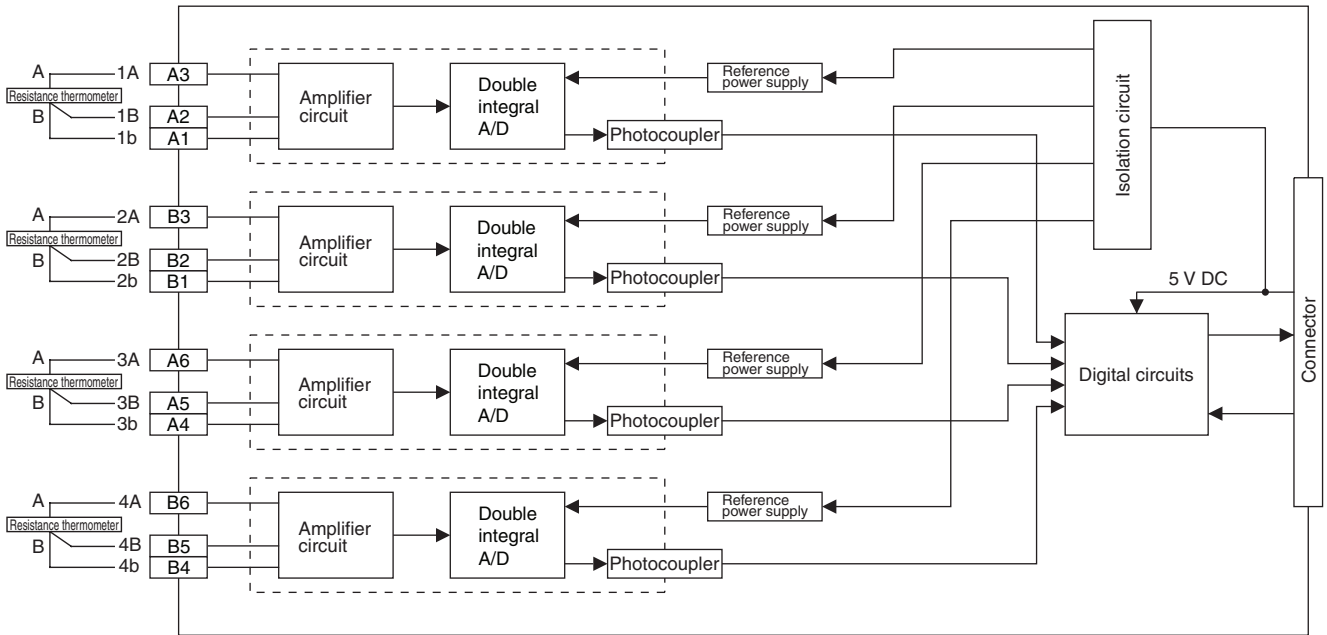 A
1A
A3
Resistance thermometer
B
1B
A2
1b
A1
Amplifier
circuit
Double
integral
A/D
Reference
power supply
Photocoupler
A
2A
B3
Resistance thermometer
B
2B
B2
2b
B1
Amplifier
circuit
Double
integral
A/D
Reference
power supply
Photocoupler
A
3A
A6
Resistance thermometer
B
3B
A5
3b
A4
Amplifier
circuit
Double
integral
A/D
Reference
power supply
Photocoupler
A
4A
B6
Resistance thermometer
B
4B
B5
4b
B4
Amplifier
circuit
Double
integral
A/D
Reference
power supply
Photocoupler
Isolation circuit
5 V DC
Digital circuits
Connector